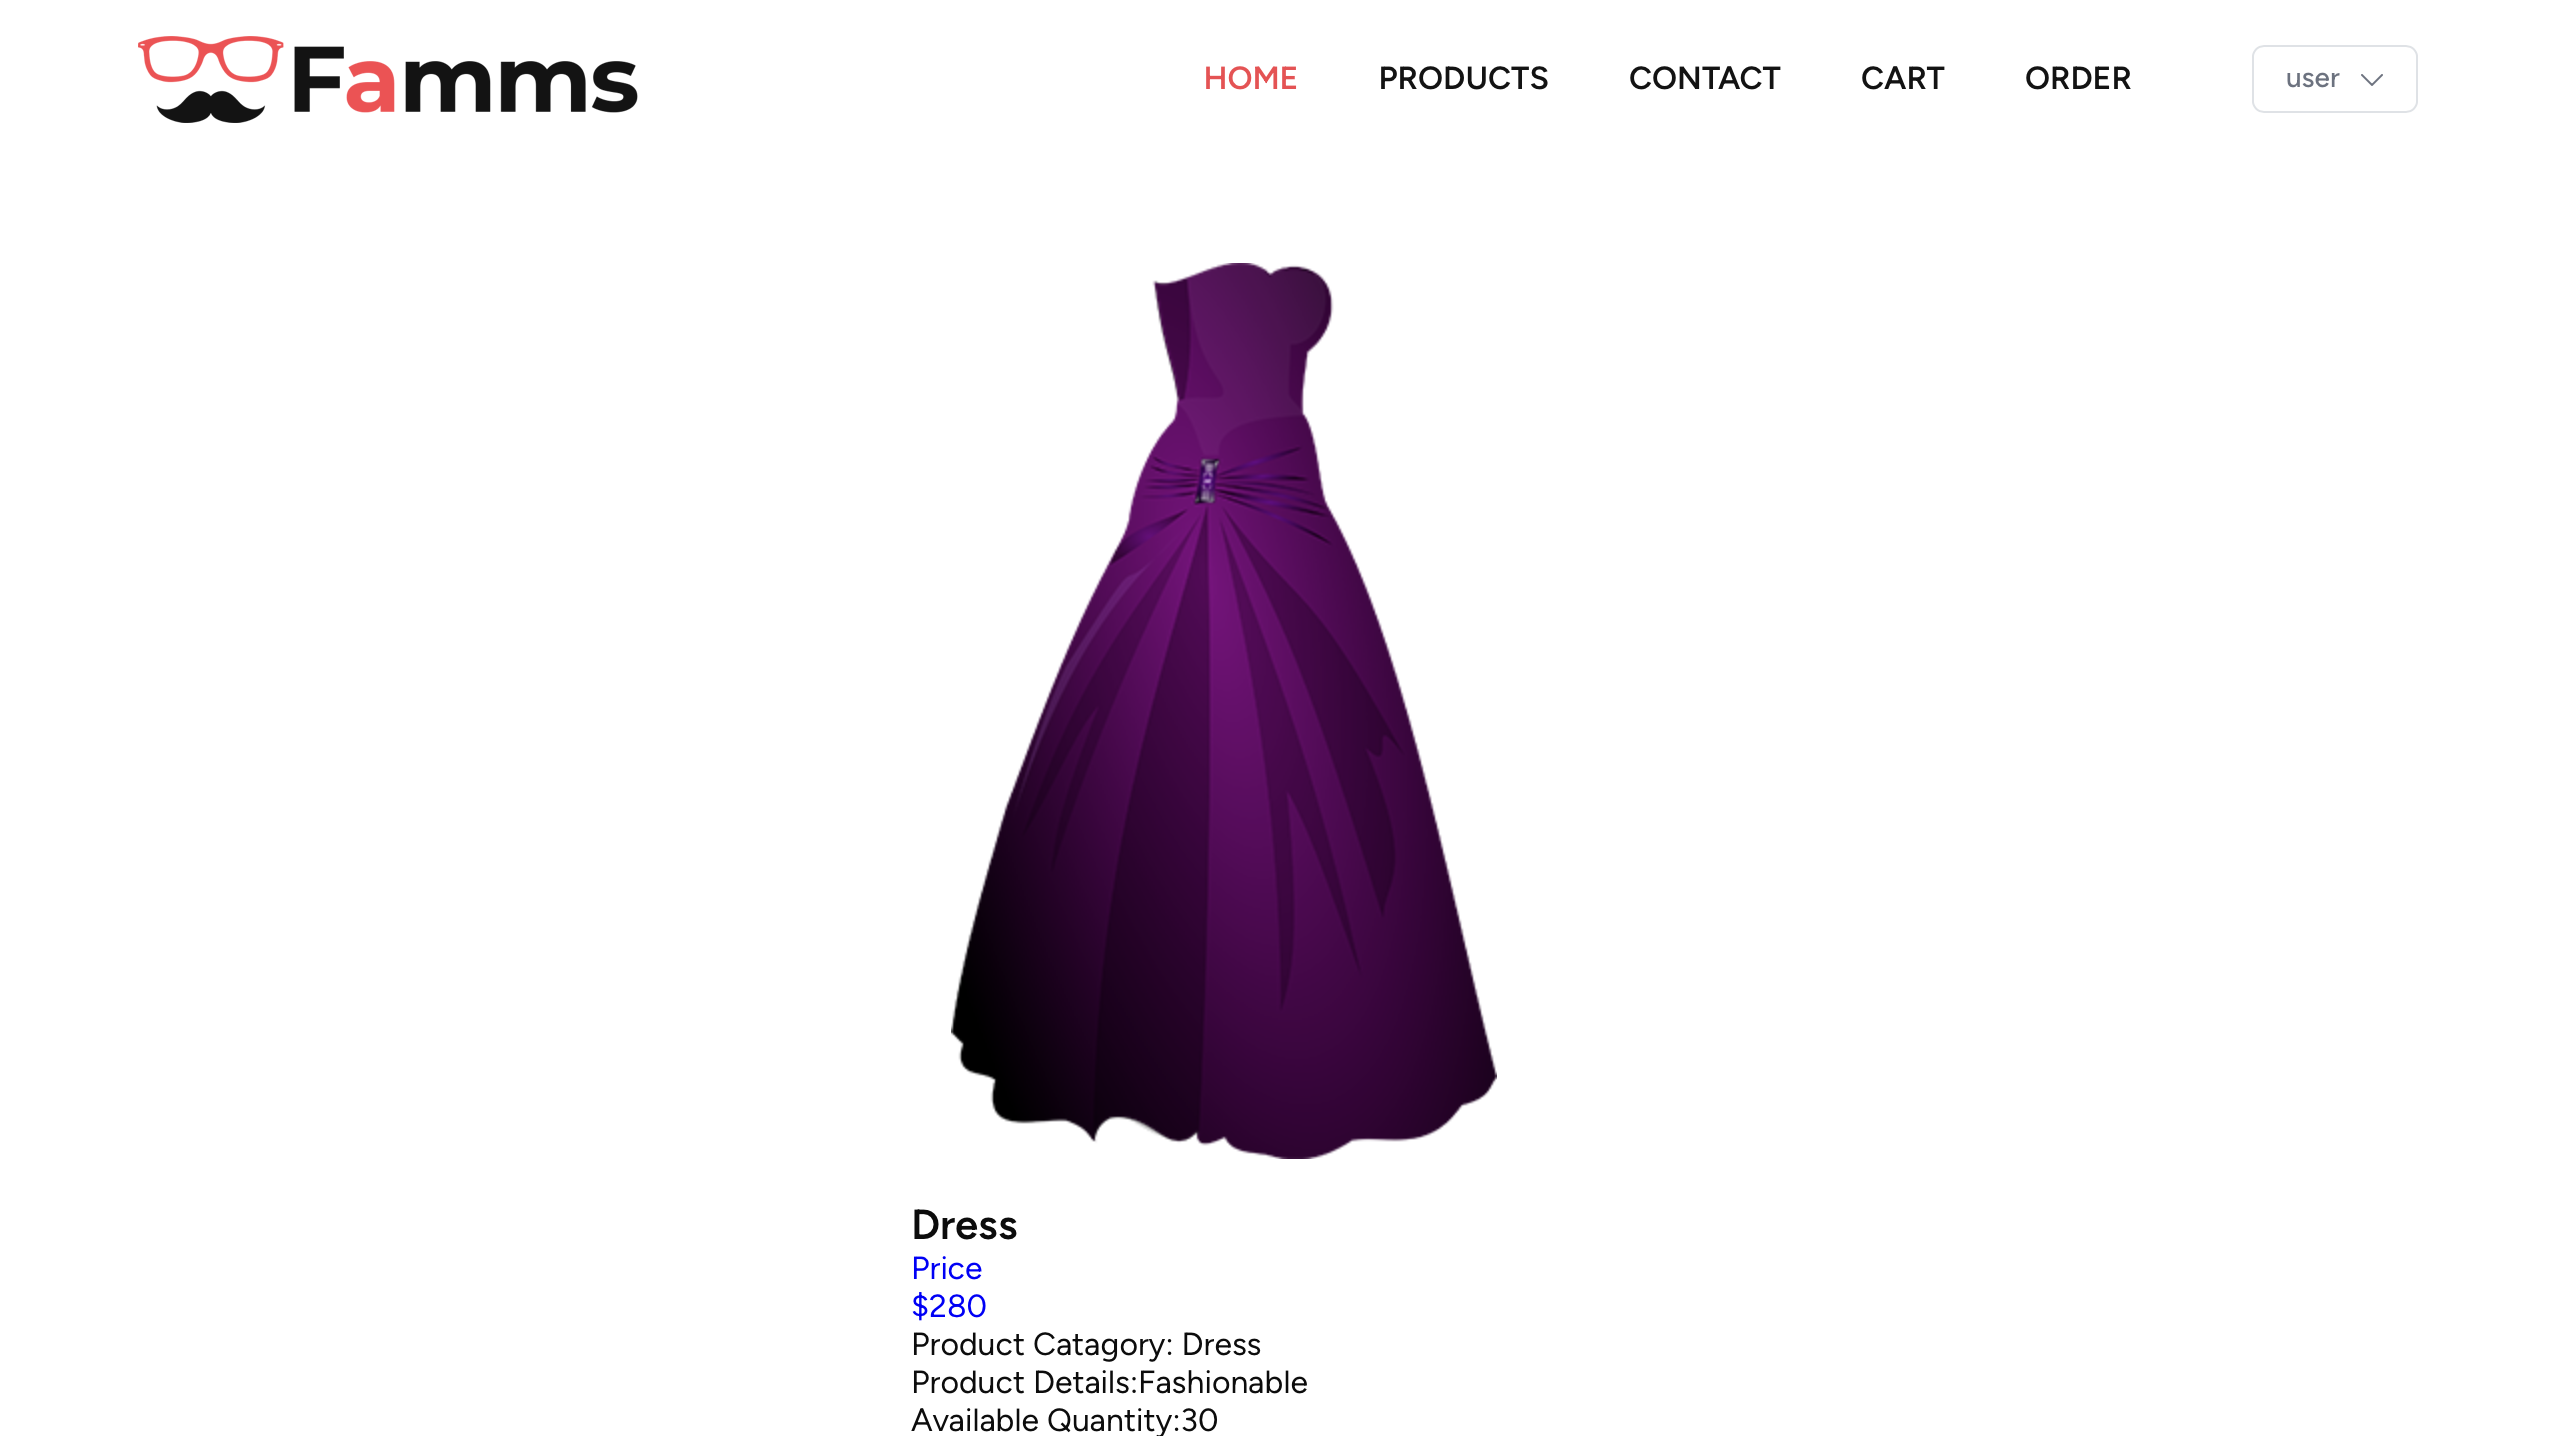 Famms
HOME PRODUCTS CONTACT CART ORDER user
Dress
Price
$280
Product Catagory: Dress
Product Details:Fashionable
Available Quantity:30